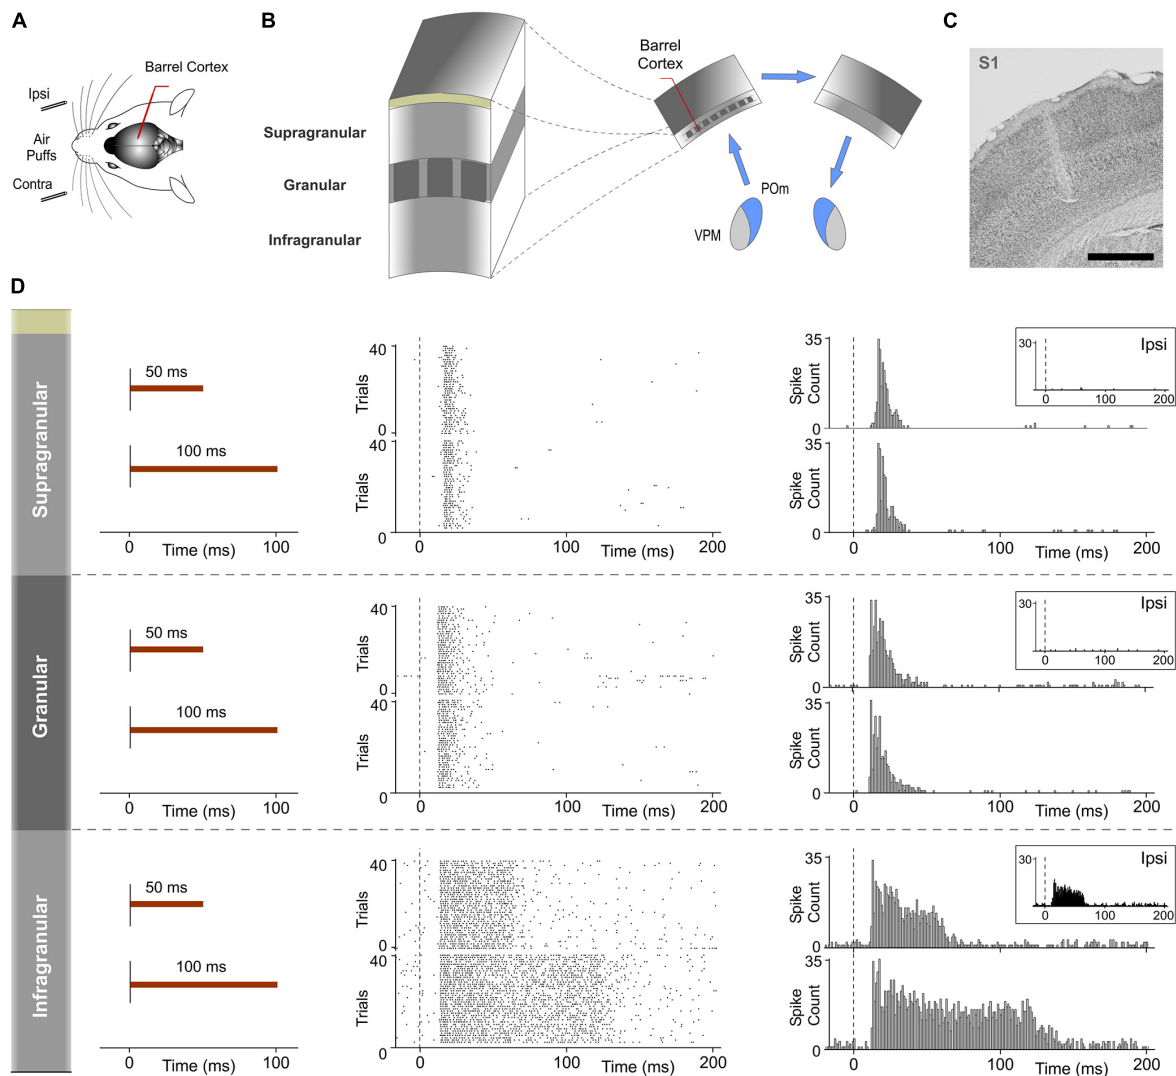 A
Barrel Cortex
Ipsi
Air
Puffs
Contra
B
Supragranular
Granular
Infragranular
Barrel
Cortex
POm
VPM
C
S1
D
Supragranular
50 ms
100 ms
0 100
Time (ms)
40
Trials
0
40
Trials
0
0 100 200
Time (ms)
35
Spike
Count
0
30
Ipsi
0 100 200
35
Spike
Count
0
0 100 200
Time (ms)
Granular
50 ms
100 ms
0 100
Time (ms)
40
Trials
0
40
Trials
0
0 100 200
Time (ms)
35
Spike
Count
0
30
Ipsi
0 100 200
35
Spike
Count
0
0 100 200
Time (ms)
Infragranular
50 ms
100 ms
0 100
Time (ms)
40
Trials
0
40
Trials
0
0 100 200
Time (ms)
35
Spike
Count
0
30
Ipsi
0 100 200
35
Spike
Count
0
0 100 200
Time (ms)